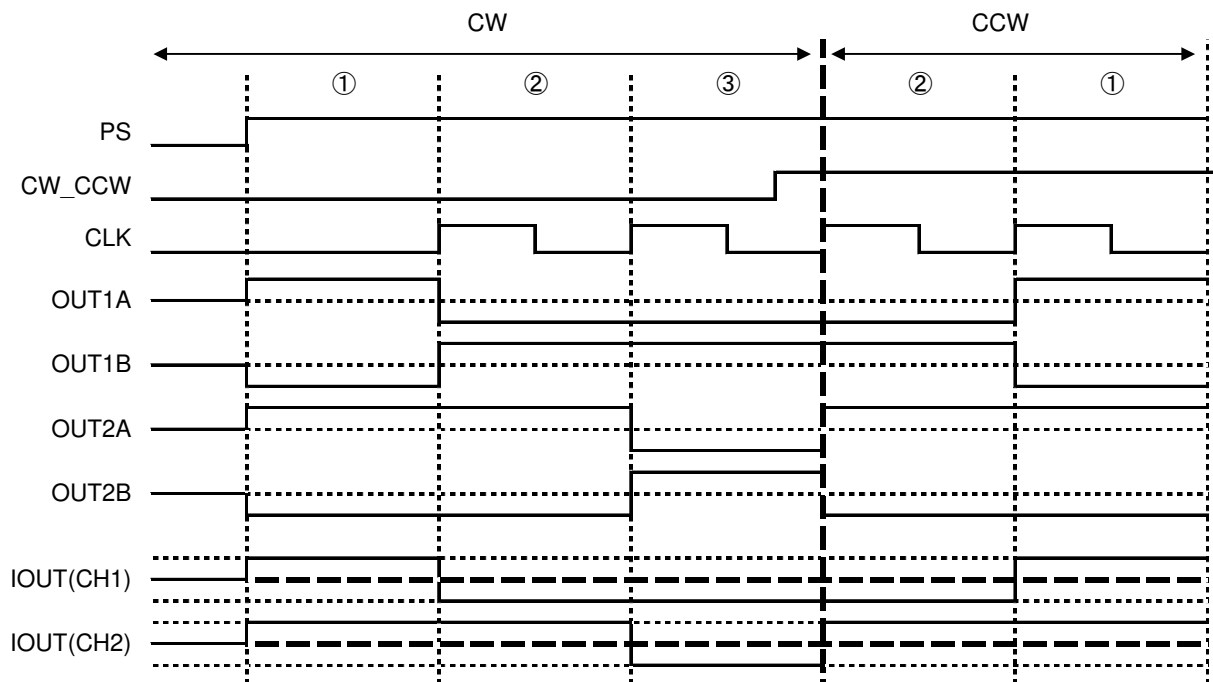 CW CCW
① ② ③ ② ①
PS
CW_CCW
CLK
OUT1A
OUT1B
OUT2A
OUT2B
IOUT(CH1)
IOUT(CH2)